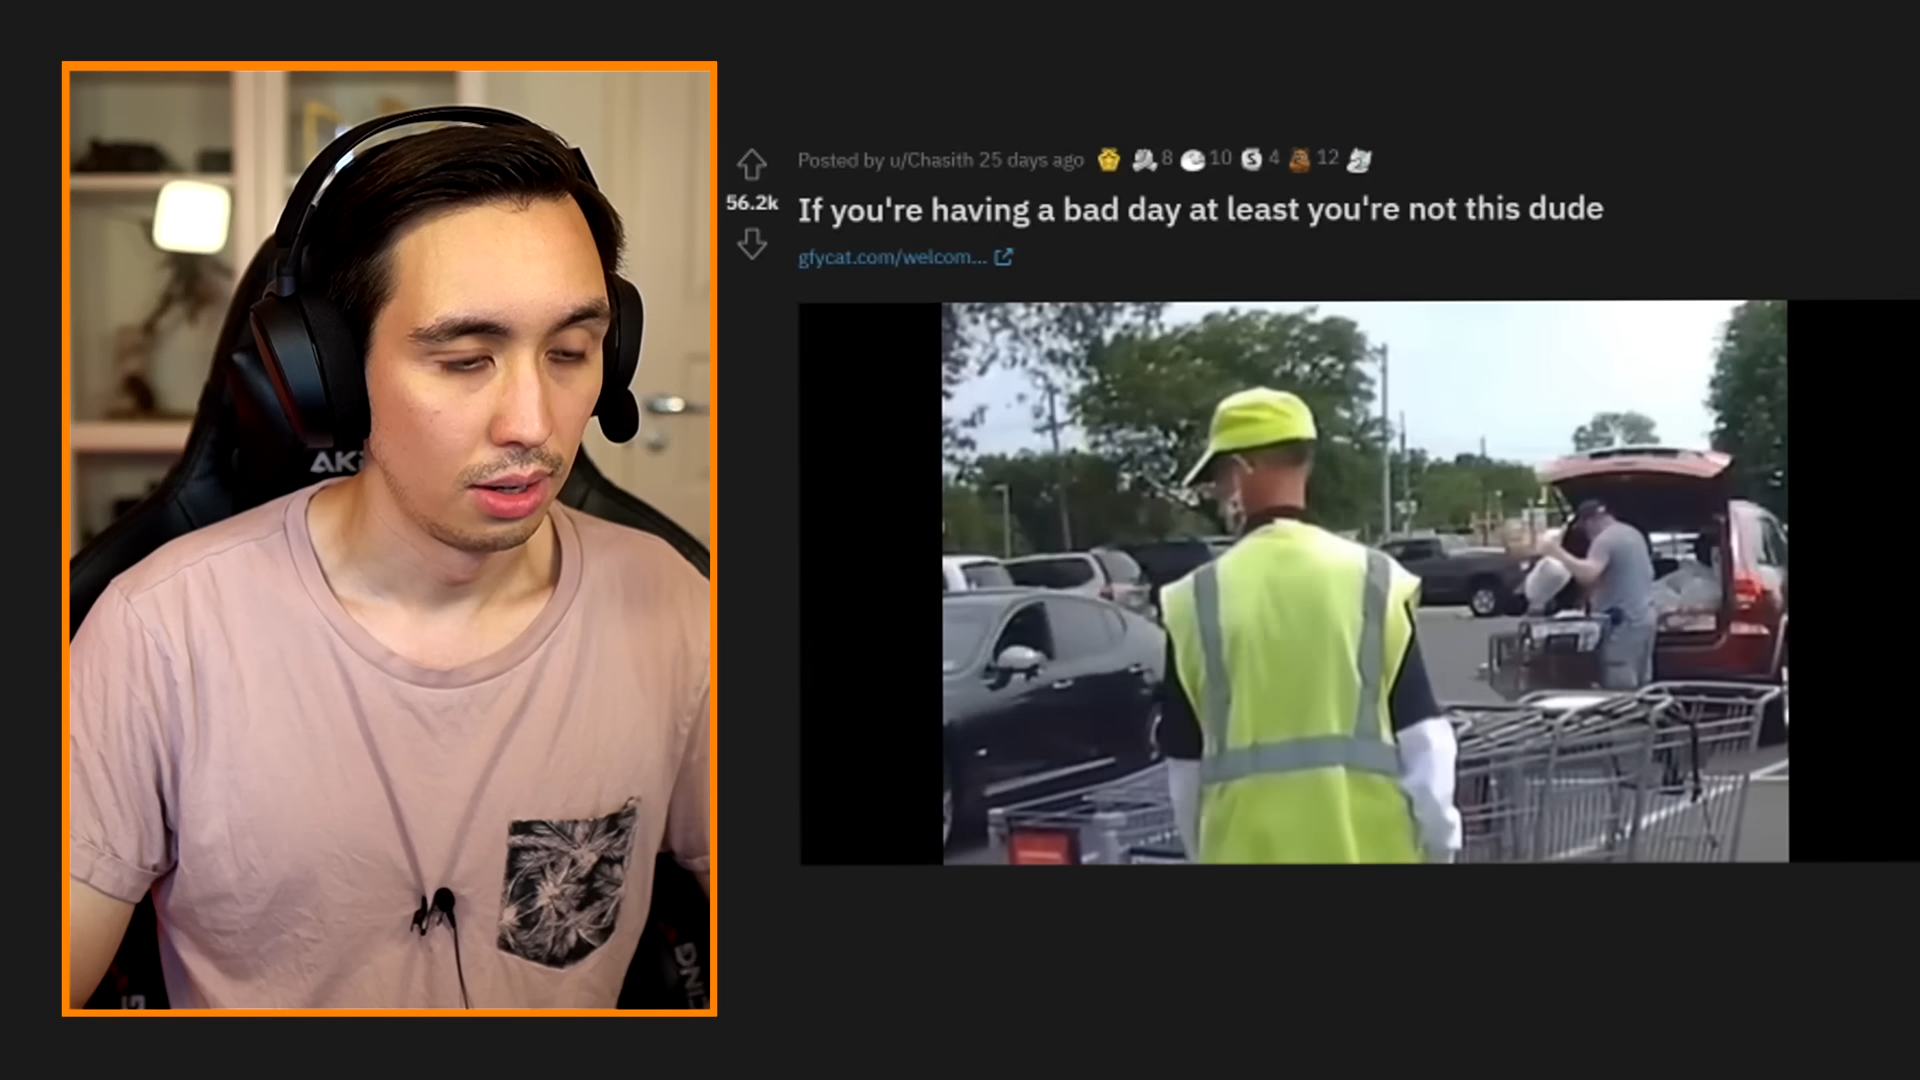 Posted by u/Chasith 25 days ago 8 10 4 12
56.2k
If you're having a bad day at least you're not this dude
gfycat.com/welcom...
AK